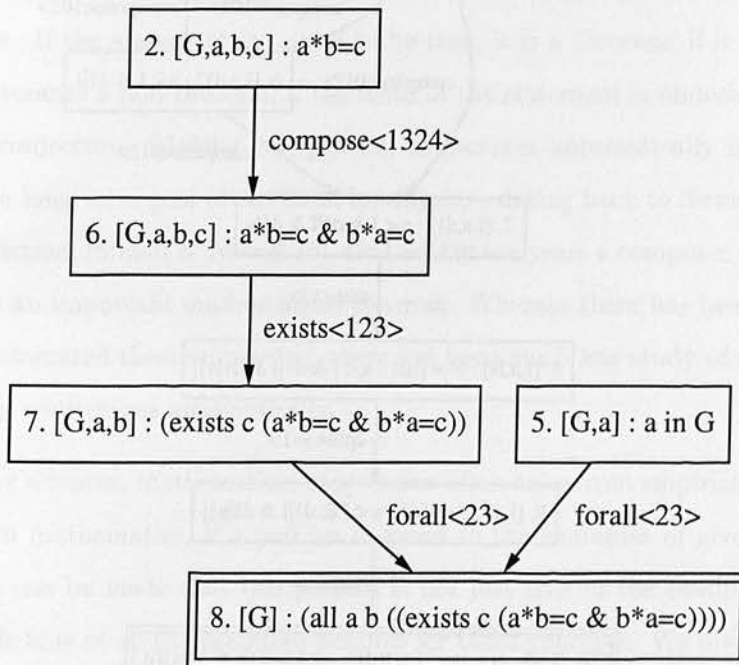 2. [G,a,b,c] : a*b=c
compose<1324>
6. [G,a,b,c] : a*b=c & b*a=c
exists<123>
7. [G,a,b] : (exists c (a*b=c & b*a=c))
5. [G,a] : a in G
forall<23>
forall<23>
8. [G] : (all a b ((exists c (a*b=c & b*a=c))))